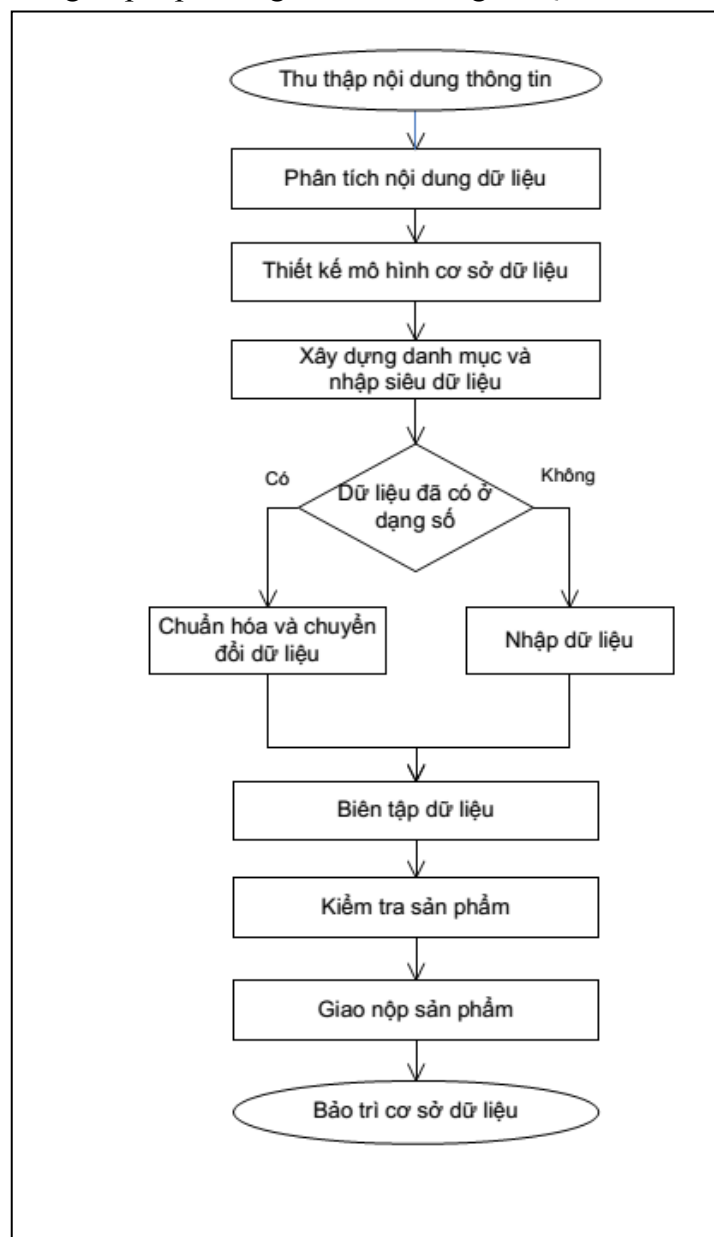 Thu thập nội dung thông tin
Phân tích nội dung dữ liệu
Thiết kế mô hình cơ sở dữ liệu
Xây dựng danh mục và
nhập siêu dữ liệu
Có
Không
Dữ liệu đã có ở
dạng số
Chuẩn hóa và chuyển
đổi dữ liệu
Nhập dữ liệu
Biên tập dữ liệu
Kiểm tra sản phẩm
Giao nộp sản phẩm
Bảo trì cơ sở dữ liệu